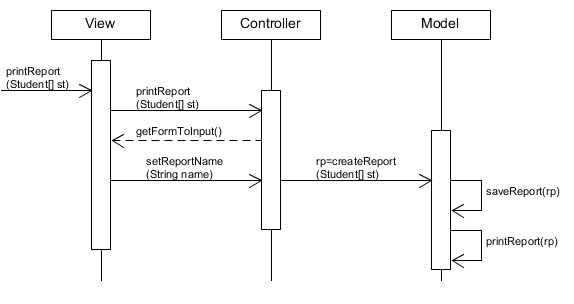 View
Controller
Model
printReport
(Student[] st)
printReport
(Student[] st)
getFormToInput()
setReportName
(String name)
rp=createReport
(Student[] st)
saveReport(rp)
printReport(rp)